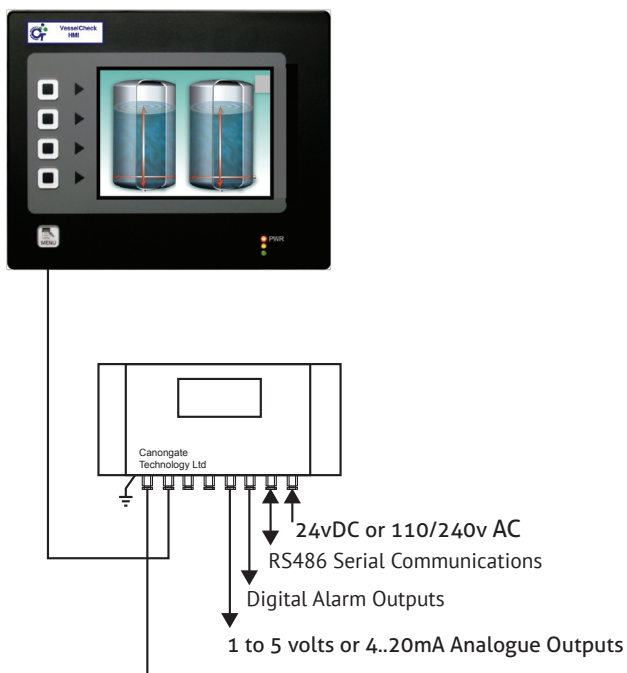 CT
VesselCheck
HMI
MENU
PWR
Canongate
Technology Ltd
24vDC or 110/240v AC
RS486 Serial Communications
Digital Alarm Outputs
1 to 5 volts or 4..20mA Analogue Outputs